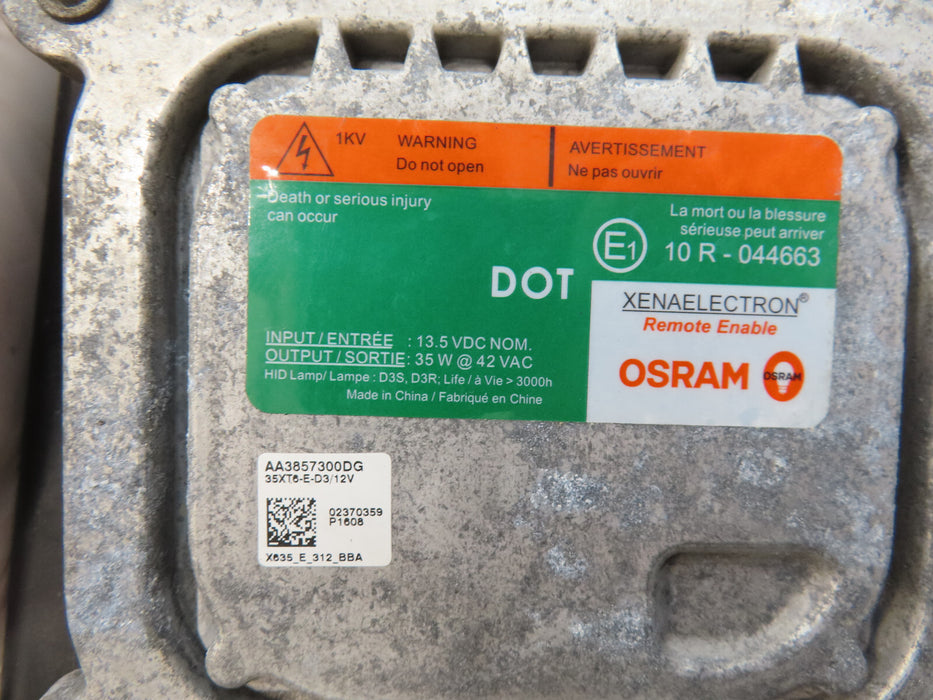 1KV
WARNING
Do not open
AVERTISSEMENT
Ne pas ouvrir
Death or serious injury
can occur
La mort ou la blessure
sérieuse peut arriver
E1
10 R - 044663
DOT
XENAELECTRON®
Remote Enable
INPUT / ENTRÉE : 13.5 VDC NOM.
OUTPUT / SORTIE: 35 W @ 42 VAC
HID Lamp/ Lampe : D3S, D3R; Life / à Vie > 3000h
Made in China / Fabriqué en Chine
OSRAM
OSRAM
AA3857300DG
35XT6-E-D3/12V
02370359
P1608
X635_E_312_BBA